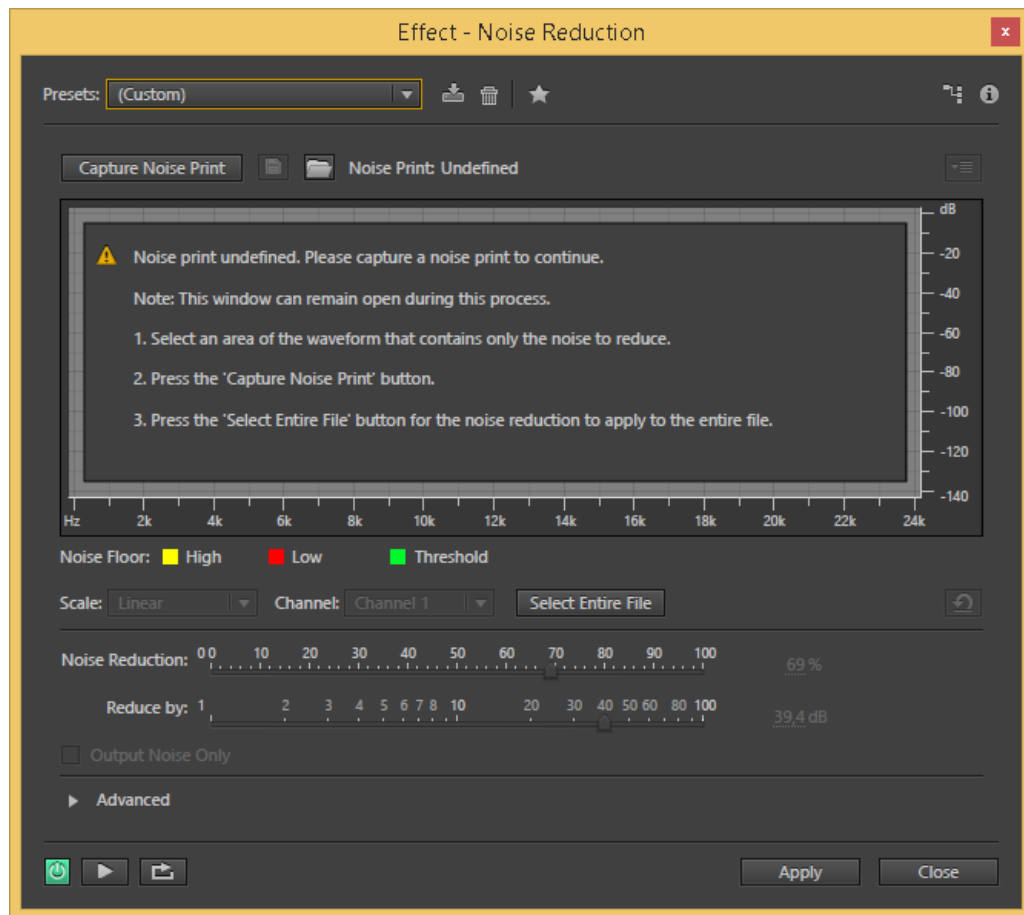 Effect - Noise Reduction
x
Presets: (Custom)
Capture Noise Print Noise Print: Undefined
dB
Noise print undefined. Please capture a noise print to continue.
-20
Note: This window can remain open during this process.
-40
1. Select an area of the waveform that contains only the noise to reduce.
-60
2. Press the 'Capture Noise Print' button.
-80
3. Press the 'Select Entire File' button for the noise reduction to apply to the entire file.
-100
-120
-140
Hz 2k 4k 6k 8k 10k 12k 14k 16k 18k 20k 22k 24k
Noise Floor: High Low Threshold
Scale: Linear Channel: Channel 1 Select Entire File
Noise Reduction: 00 10 20 30 40 50 60 70 80 90 100 69 %
Reduce by: 1 2 3 4 5 6 7 8 10 20 30 40 50 60 80 100 39,4 dB
Output Noise Only
Advanced
Apply Close